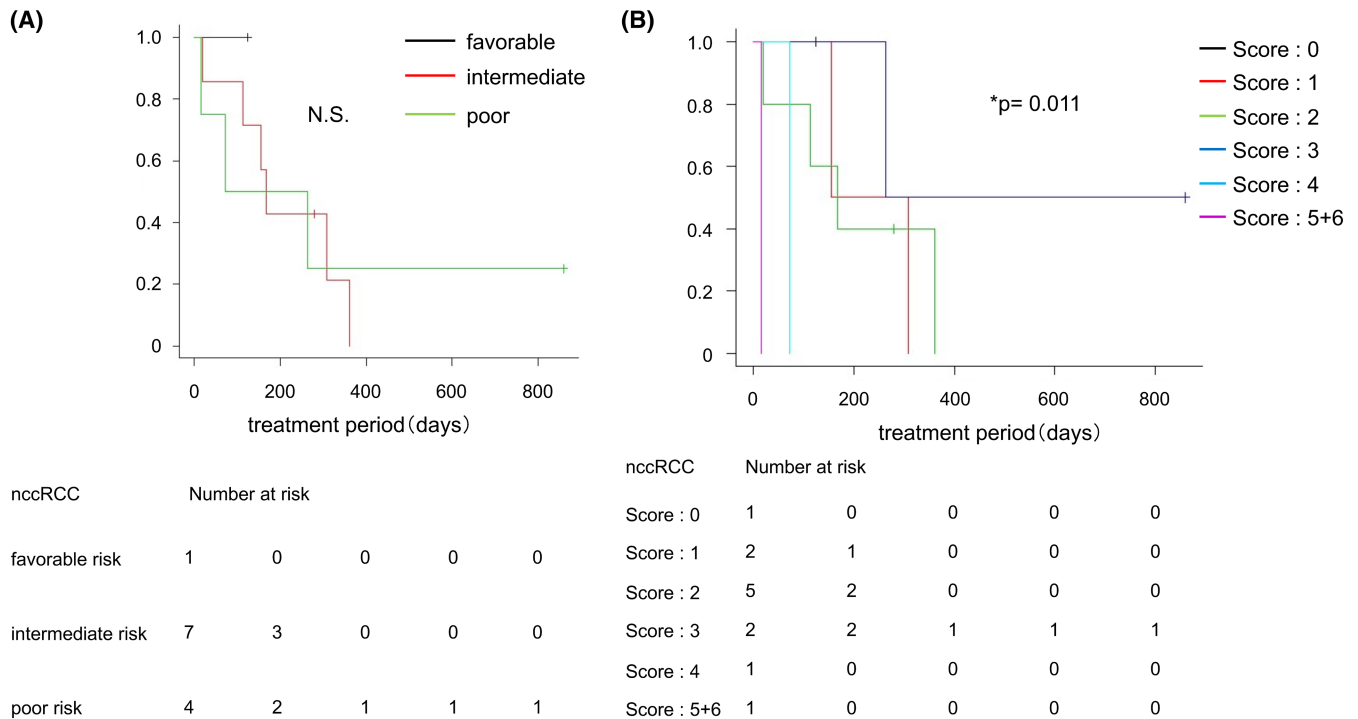 (A)
1.0
0.8
0.6
0.4
0.2
0
favorable
intermediate
poor
N.S.
0 200 400 600 800
treatment period（days）
nccRCC Number at risk
favorable risk 1 0 0 0 0
intermediate risk 7 3 0 0 0
poor risk 4 2 1 1 1
(B)
1.0
0.8
0.6
0.4
0.2
0
*p= 0.011
Score : 0
Score : 1
Score : 2
Score : 3
Score : 4
Score : 5+6
0 200 400 600 800
treatment period（days）
nccRCC Number at risk
Score : 0 1 0 0 0 0
Score : 1 2 1 0 0 0
Score : 2 5 2 0 0 0
Score : 3 2 2 1 1 1
Score : 4 1 0 0 0 0
Score : 5+6 1 0 0 0 0